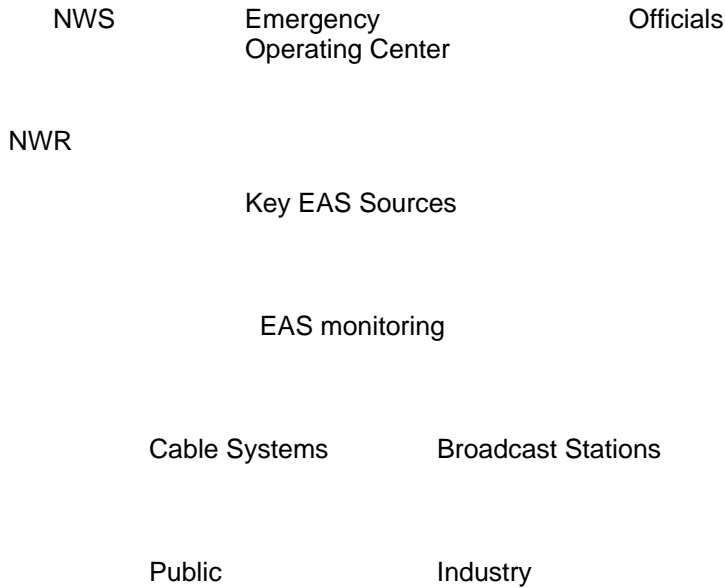 NWS Emergency Officials
Operating Center
NWR
Key EAS Sources
EAS monitoring
Cable Systems Broadcast Stations
Public Industry